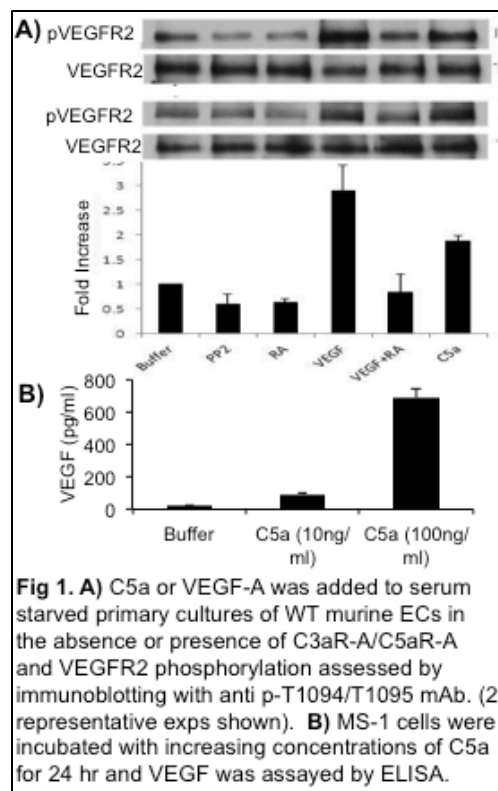 A) pVEGFR2
VEGFR2
pVEGFR2
VEGFR2
Fold Increase
3
2.5
2
1.5
1
0.5
0
Buffer
PP2
RA
VEGF
VEGF+RA
C5a
B)
VEGF (pg/ml)
800
600
400
200
0
Buffer
C5a (10ng/
ml)
C5a (100ng/
ml)
Fig 1. A) C5a or VEGF-A was added to serum
starved primary cultures of WT murine ECs in
the absence or presence of C3aR-A/C5aR-A
and VEGFR2 phosphorylation assessed by
immunoblotting with anti p-T1094/T1095 mAb. (2
representative exps shown). B) MS-1 cells were
incubated with increasing concentrations of C5a
for 24 hr and VEGF was assayed by ELISA.